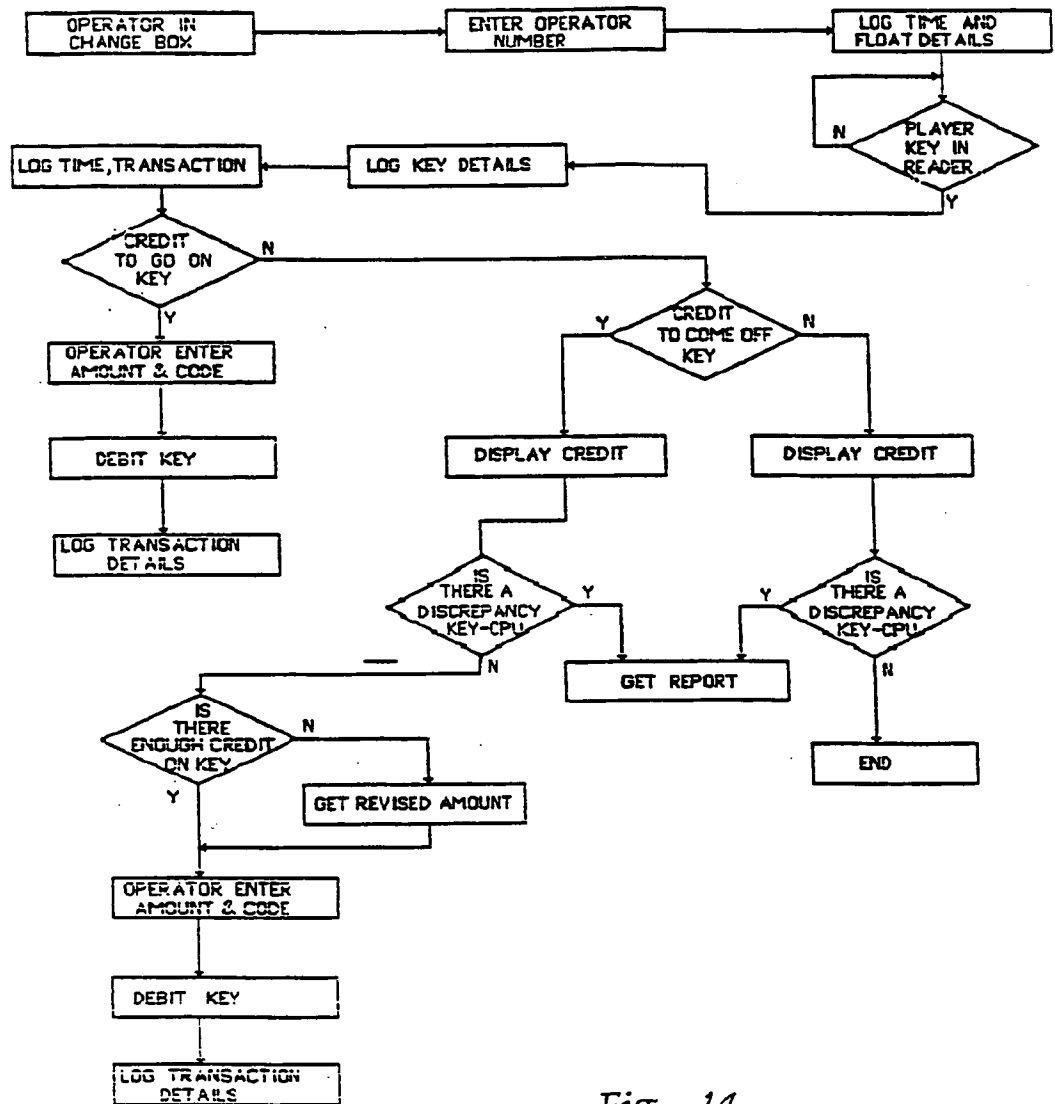 OPERATOR IN
CHANGE BOX
ENTER OPERATOR
NUMBER
LOG TIME AND
FLOAT DETAILS
N
PLAYER
KEY IN
READER
Y
LOG TIME, TRANSACTION
LOG KEY DETAILS
CREDIT
TO GO ON
KEY
N
Y
CREDIT
TO COME OFF
KEY
Y
N
OPERATOR ENTER
AMOUNT & CODE
DEBIT KEY
LOG TRANSACTION
DETAILS
DISPLAY CREDIT
DISPLAY CREDIT
IS
THERE A
DISCREPANCY
KEY-CPU
Y
N
IS
THERE A
DISCREPANCY
KEY-CPU
Y
N
GET REPORT
END
IS
THERE
ENOUGH CREDIT
ON KEY
N
Y
GET REVISED AMOUNT
OPERATOR ENTER
AMOUNT & CODE
DEBIT KEY
LOG TRANSACTION
DETAILS